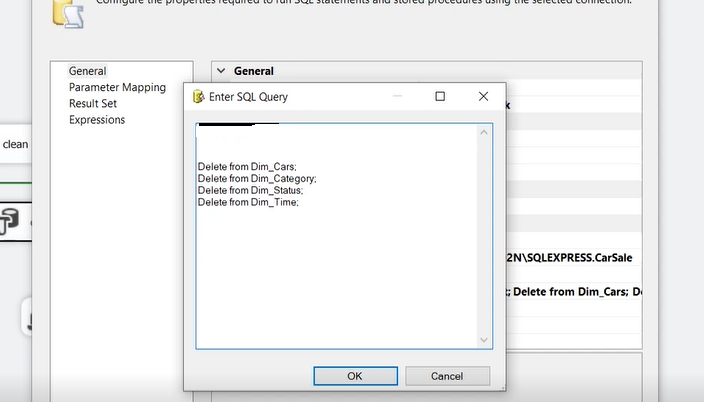 Configure the properties required to run SQL statements and stored procedures using the selected connection.
General
Parameter Mapping
Result Set
Expressions
General
clean
Enter SQL Query
Delete from Dim_Cars;
Delete from Dim_Category;
Delete from Dim_Status;
Delete from Dim_Time;
2N\SQLEXPRESS.CarSale
; Delete from Dim_Cars; D
OK
Cancel